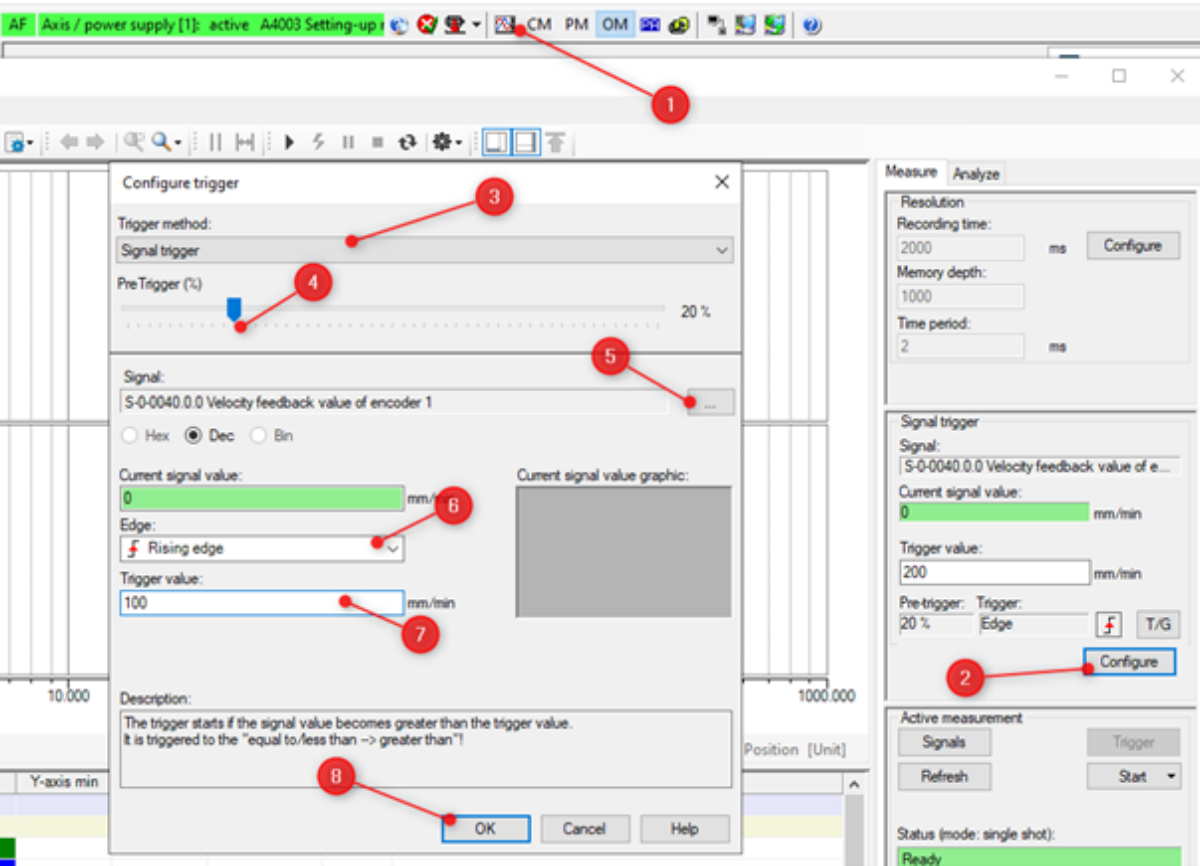 AF Axis / power supply [1]: active A4003 Setting-up CM PM OM
1
Measure Analyze
Configure trigger
3
Trigger method:
Signal trigger
PreTrigger (%)
4
20 %
5
Signal:
S-0-0040.0.0 Velocity feedback value of encoder 1
...
Hex Dec Bin
Current signal value:
0
Current signal value graphic:
6
Edge:
Rising edge
Trigger value:
100 mm/min
7
Description:
The trigger starts if the signal value becomes greater than the trigger value.
It is triggered to the "equal to/less than --> greater than"!
8
OK Cancel Help
10.000
1000.000
Position [Unit]
Y-axis min
Resolution
Recording time:
2000 ms Configure
Memory depth:
1000
Time period:
2 ms
Signal trigger
Signal:
S-0-0040.0.0 Velocity feedback value of e...
Current signal value:
0 mm/min
Trigger value:
200 mm/min
Pre-trigger: Trigger:
20 % Edge T/G
2
Configure
Active measurement
Signals Trigger
Refresh Start
Status (mode: single shot):
Ready